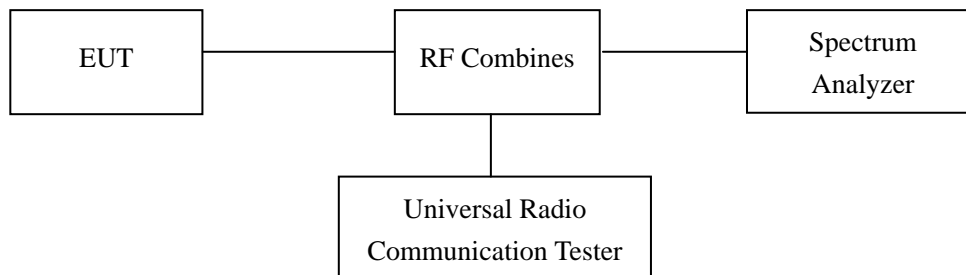 EUT
RF Combines
Spectrum
Analyzer
Universal Radio
Communication Tester